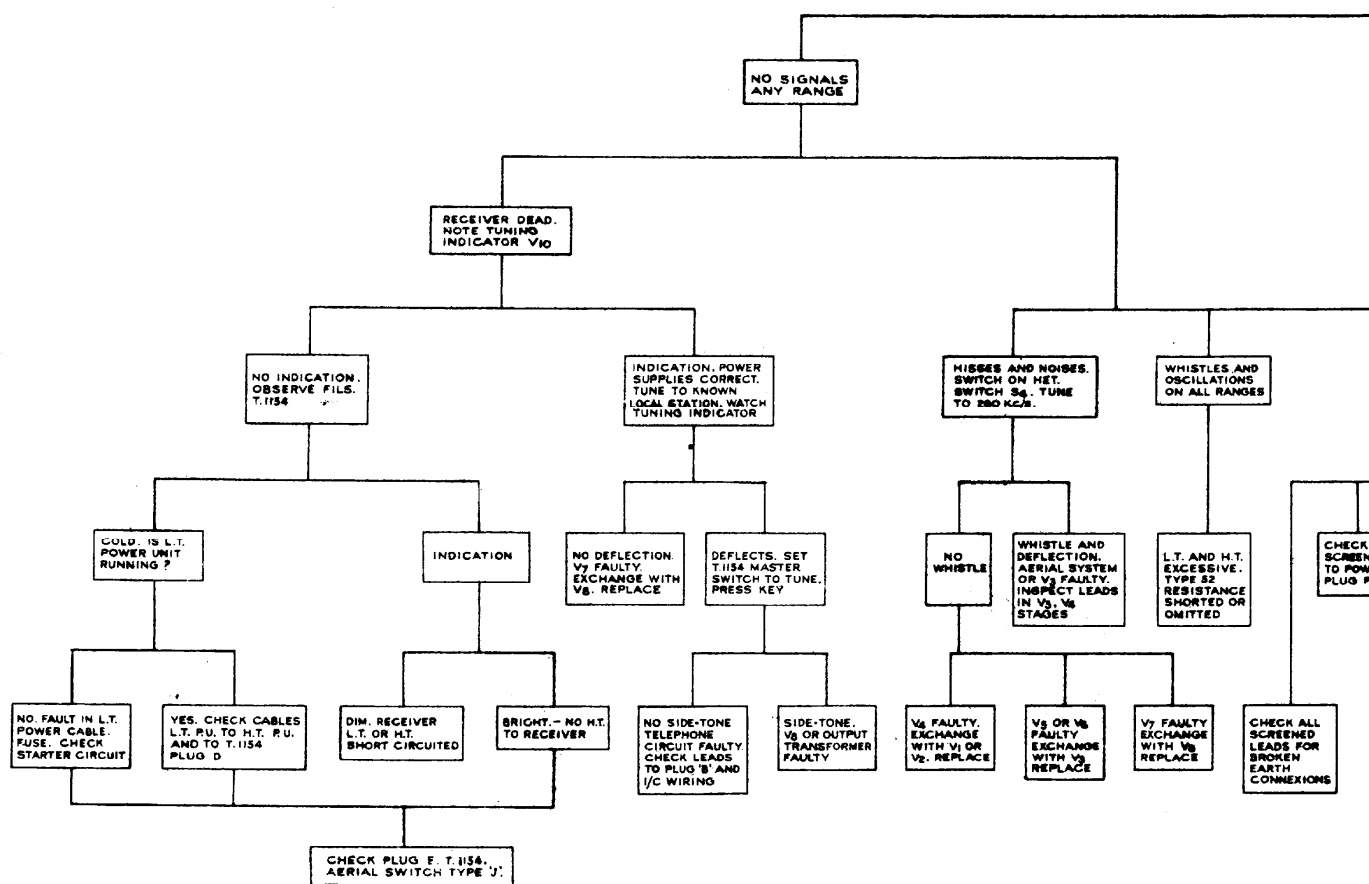 NO SIGNALS
ANY RANGE
RECEIVER DEAD.
NOTE TUNING
INDICATOR V10
NO INDICATION.
OBSERVE FILS.
T.1154
INDICATION. POWER
SUPPLIES CORRECT.
TUNE TO KNOWN
LOCAL STATION. WATCH
TUNING INDICATOR
HISSES AND NOISES.
SWITCH ON HET.
SWITCH S4. TUNE
TO 280 KC/S.
WHISTLES AND
OSCILLATIONS
ON ALL RANGES
COLD. IS L.T.
POWER UNIT
RUNNING ?
INDICATION
NO DEFLECTION.
V7 FAULTY.
EXCHANGE WITH
V8. REPLACE
DEFLECTS. SET
T.1154 MASTER
SWITCH TO TUNE.
PRESS KEY
NO
WHISTLE
WHISTLE AND
DEFLECTION.
AERIAL SYSTEM
OR V3 FAULTY.
INSPECT LEADS
IN V3, V4
STAGES
L.T. AND H.T.
EXCESSIVE.
TYPE 52
RESISTANCE
SHORTED OR
OMITTED
CHECK
SCREEN
TO POW
PLUG P
NO. FAULT IN L.T.
POWER CABLE.
FUSE. CHECK
STARTER CIRCUIT
YES. CHECK CABLES
L.T. P.U. TO H.T. P.U.
AND TO T.1154
PLUG D
DIM. RECEIVER
L.T. OR H.T.
SHORT CIRCUITED
BRIGHT.- NO H.T.
TO RECEIVER
NO SIDE-TONE
TELEPHONE
CIRCUIT FAULTY.
CHECK LEADS
TO PLUG 'B' AND
I/C WIRING
SIDE-TONE.
V8 OR OUTPUT
TRANSFORMER
FAULTY
V4 FAULTY.
EXCHANGE
WITH V1 OR
V2. REPLACE
V5 OR V6
FAULTY
EXCHANGE
WITH V3
REPLACE
V7 FAULTY
EXCHANGE
WITH V8
REPLACE
CHECK ALL
SCREENED
LEADS FOR
BROKEN
EARTH
CONNEXIONS
CHECK PLUG E. T.1154.
AERIAL SWITCH TYPE 'J'.